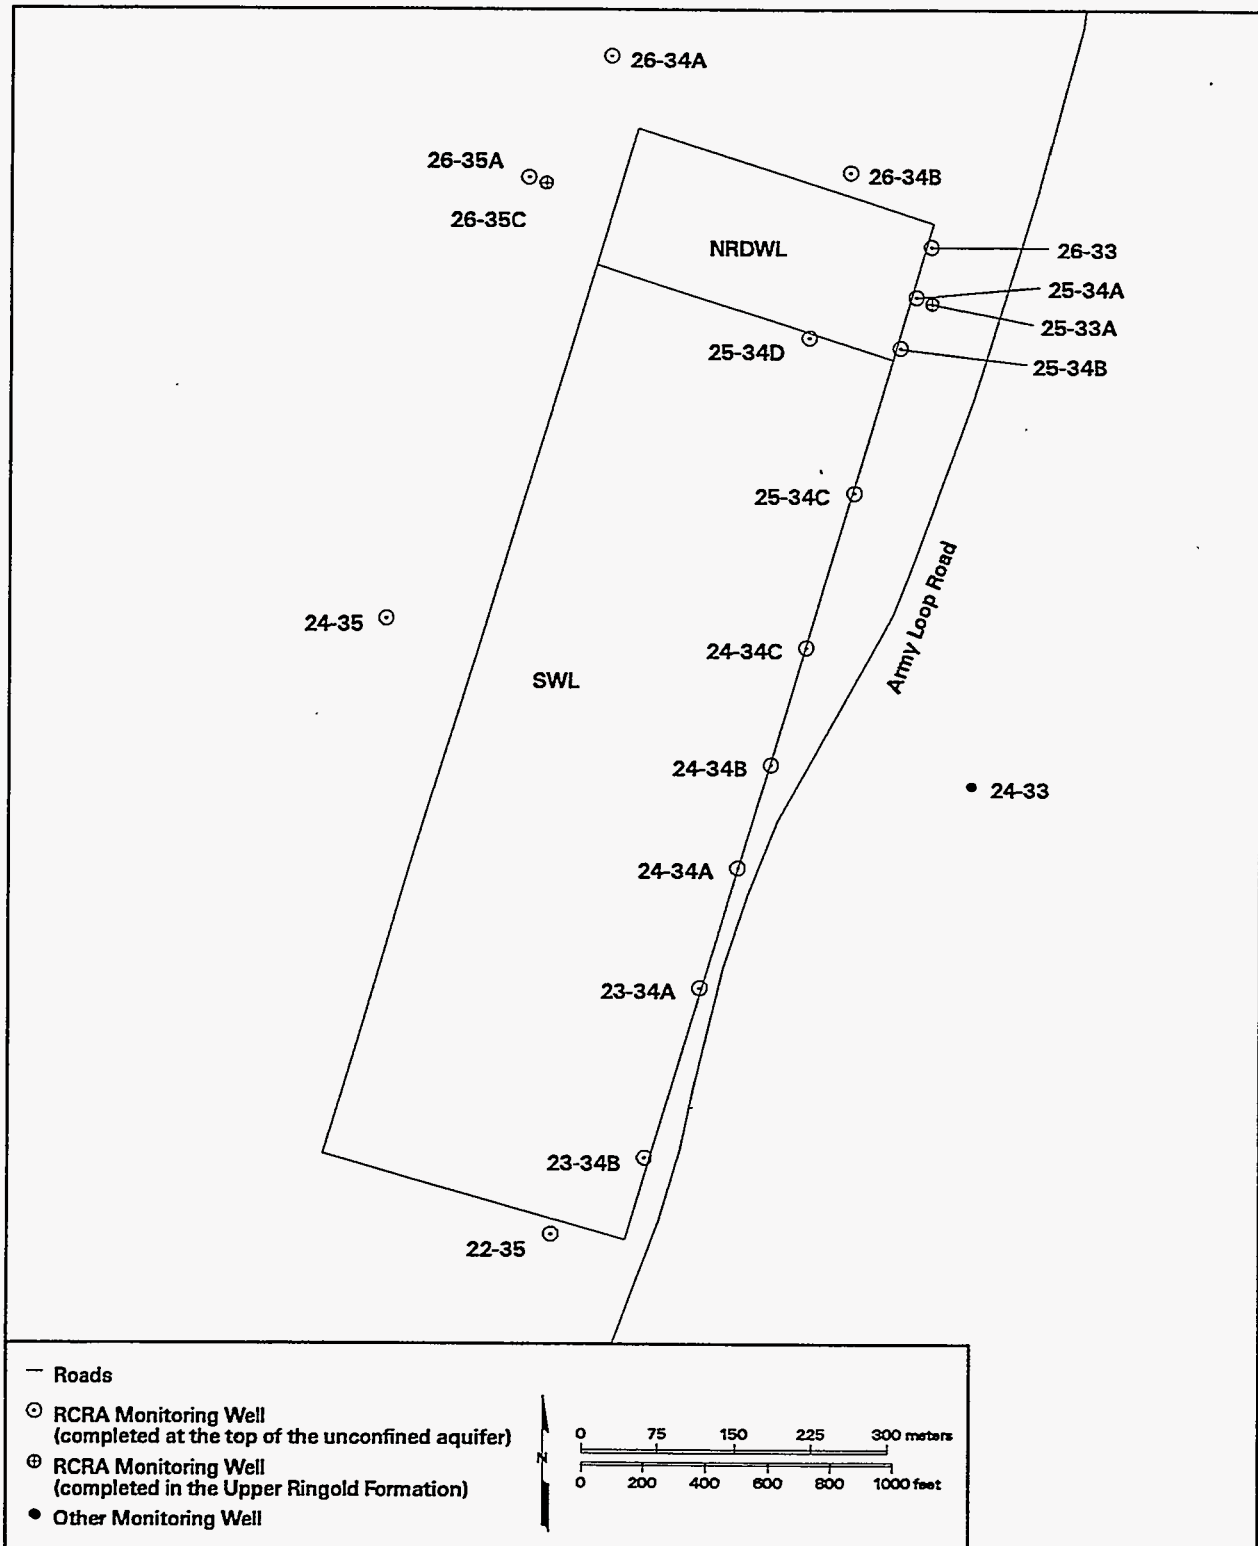 26-34A
26-35A
26-34B
26-35C
NRDWL
26-33
25-34A
25-33A
25-34D
25-34B
25-34C
Army Loop Road
24-35
24-34C
SWL
24-34B
24-33
24-34A
23-34A
23-34B
22-35
Roads
RCRA Monitoring Well
(completed at the top of the unconfined aquifer)
RCRA Monitoring Well
(completed in the Upper Ringold Formation)
Other Monitoring Well
N
0 75 150 225 300 meters
0 200 400 600 800 1000 feet